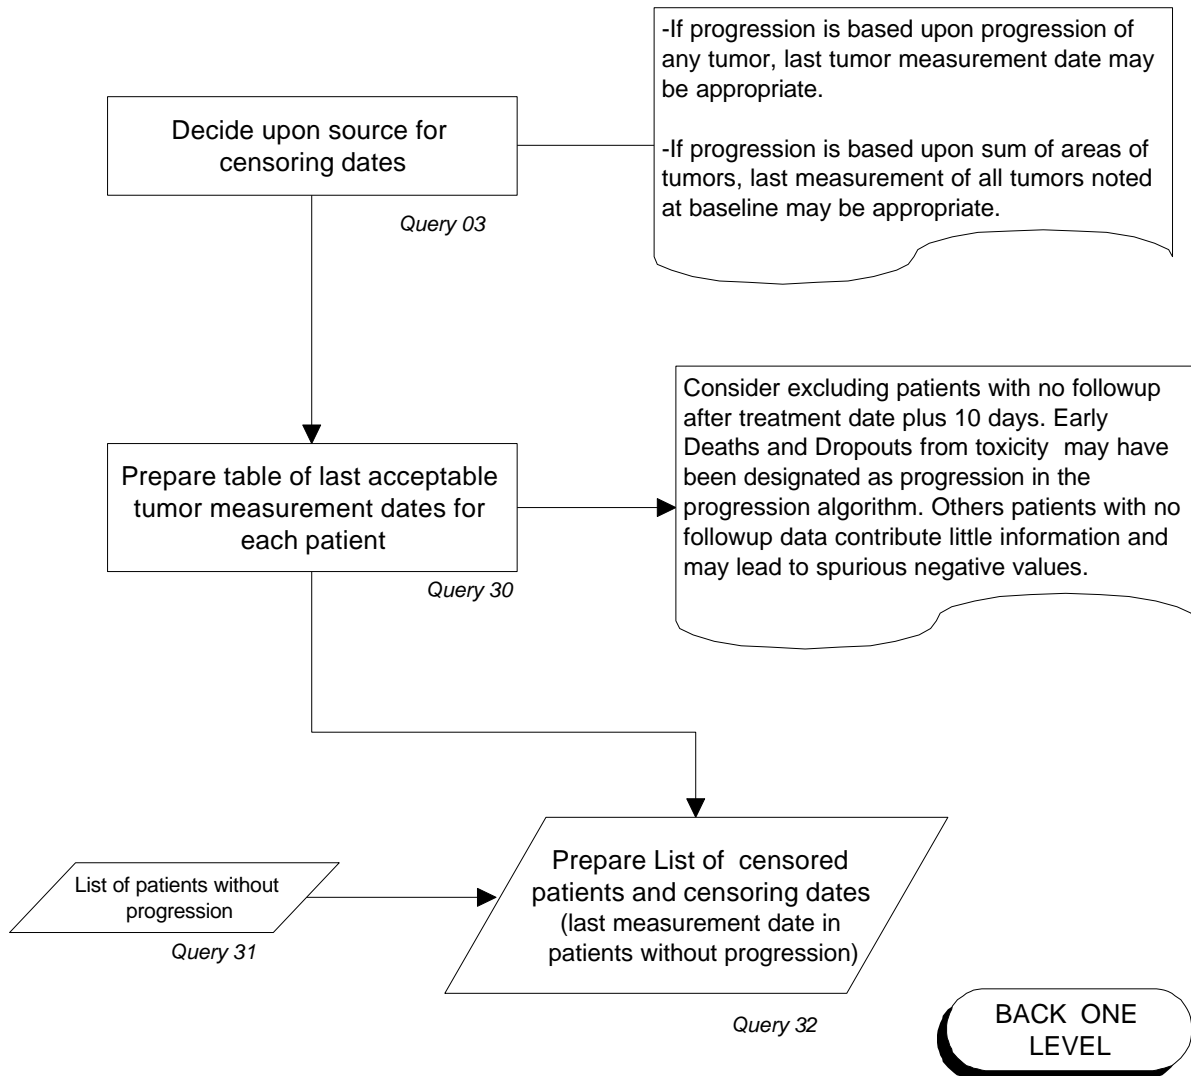 -If progression is based upon progression of
any tumor, last tumor measurement date may
be appropriate.
-If progression is based upon sum of areas of
tumors, last measurement of all tumors noted
at baseline may be appropriate.
Decide upon source for
censoring dates
Query 03
Consider excluding patients with no followup
after treatment date plus 10 days. Early
Deaths and Dropouts from toxicity may have
been designated as progression in the
progression algorithm. Others patients with no
followup data contribute little information and
may lead to spurious negative values.
Prepare table of last acceptable
tumor measurement dates for
each patient
Query 30
List of patients without
progression
Query 31
Prepare List of censored
patients and censoring dates
(last measurement date in
patients without progression)
Query 32
BACK ONE
LEVEL